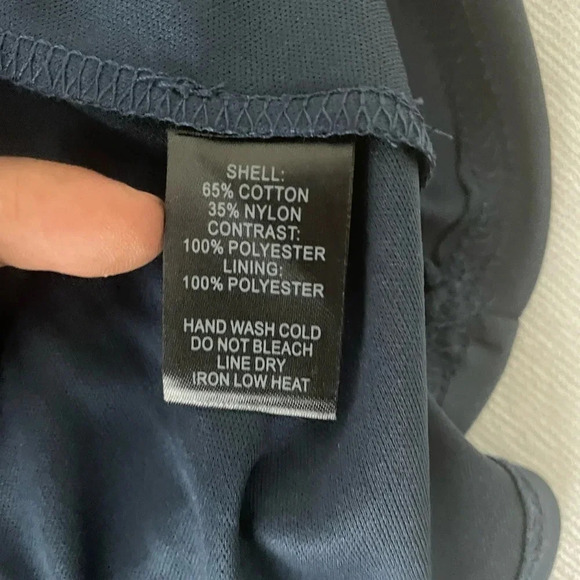 SHELL:
65% COTTON
35% NYLON
CONTRAST:
100% POLYESTER
LINING:
100% POLYESTER
HAND WASH COLD
DO NOT BLEACH
LINE DRY
IRON LOW HEAT